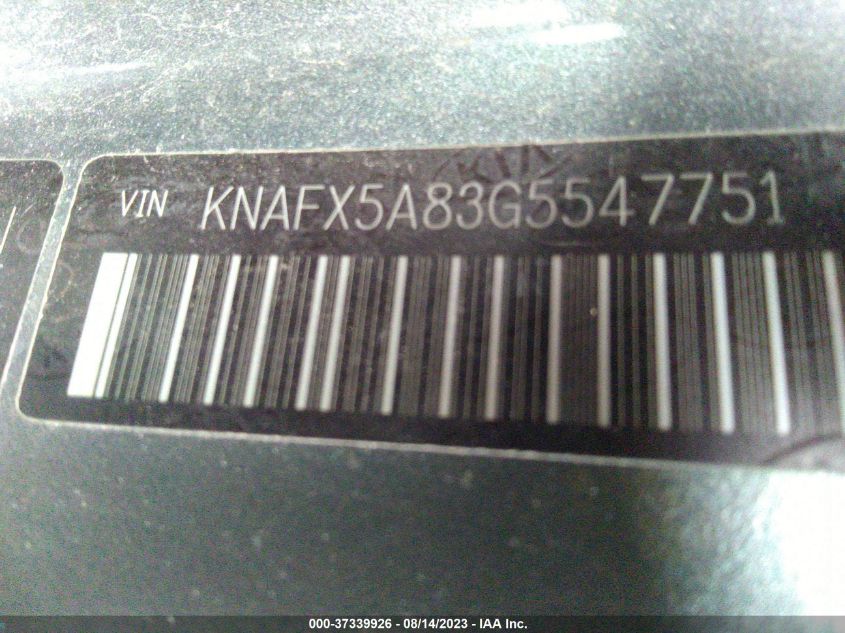 VIN KNAFX5A83G5547751
000-37339926 - 08/14/2023 - IAA Inc.